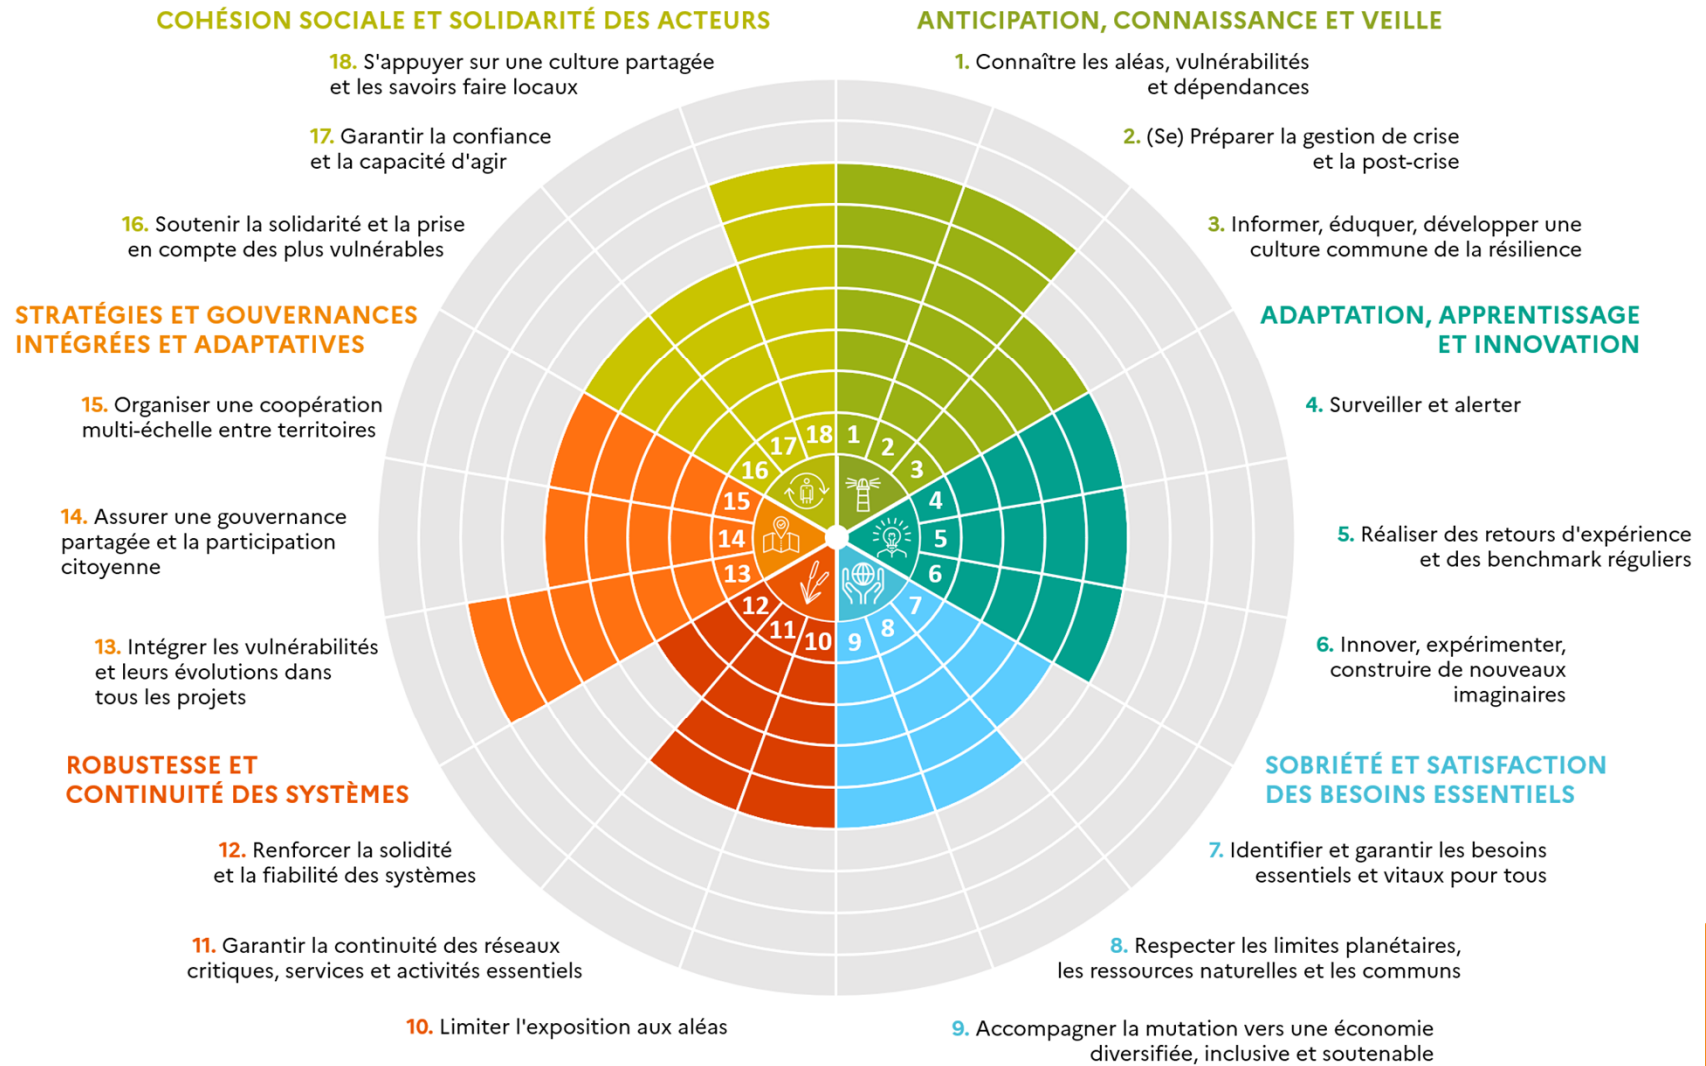 COHÉSION SOCIALE ET SOLIDARITÉ DES ACTEURS
18. S'appuyer sur une culture partagée
et les savoirs faire locaux
17. Garantir la confiance
et la capacité d'agir
16. Soutenir la solidarité et la prise
en compte des plus vulnérables
STRATÉGIES ET GOUVERNANCES
INTÉGRÉES ET ADAPTATIVES
15. Organiser une coopération
multi-échelle entre territoires
14. Assurer une gouvernance
partagée et la participation
citoyenne
13. Intégrer les vulnérabilités
et leurs évolutions dans
tous les projets
ROBUSTESSE ET
CONTINUITÉ DES SYSTÈMES
12. Renforcer la solidité
et la fiabilité des systèmes
11. Garantir la continuité des réseaux
critiques, services et activités essentiels
10. Limiter l'exposition aux aléas
ANTICIPATION, CONNAISSANCE ET VEILLE
1. Connaître les aléas, vulnérabilités
et dépendances
2. (Se) Préparer la gestion de crise
et la post-crise
3. Informer, éduquer, développer une
culture commune de la résilience
ADAPTATION, APPRENTISSAGE
ET INNOVATION
4. Surveiller et alerter
5. Réaliser des retours d'expérience
et des benchmark réguliers
6. Innover, expérimenter,
construire de nouveaux
imaginaires
SOBRIÉTÉ ET SATISFACTION
DES BESOINS ESSENTIELS
7. Identifier et garantir les besoins
essentiels et vitaux pour tous
8. Respecter les limites planétaires,
les ressources naturelles et les communs
9. Accompagner la mutation vers une économie
diversifiée, inclusive et soutenable
1
2
3
4
5
6
7
8
9
10
11
12
13
14
15
16
17
18